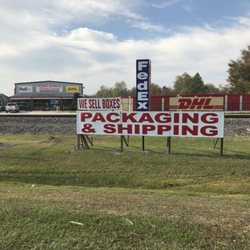 WE SELL BOXES
FedEx
DHL
PACKAGING
& SHIPPING